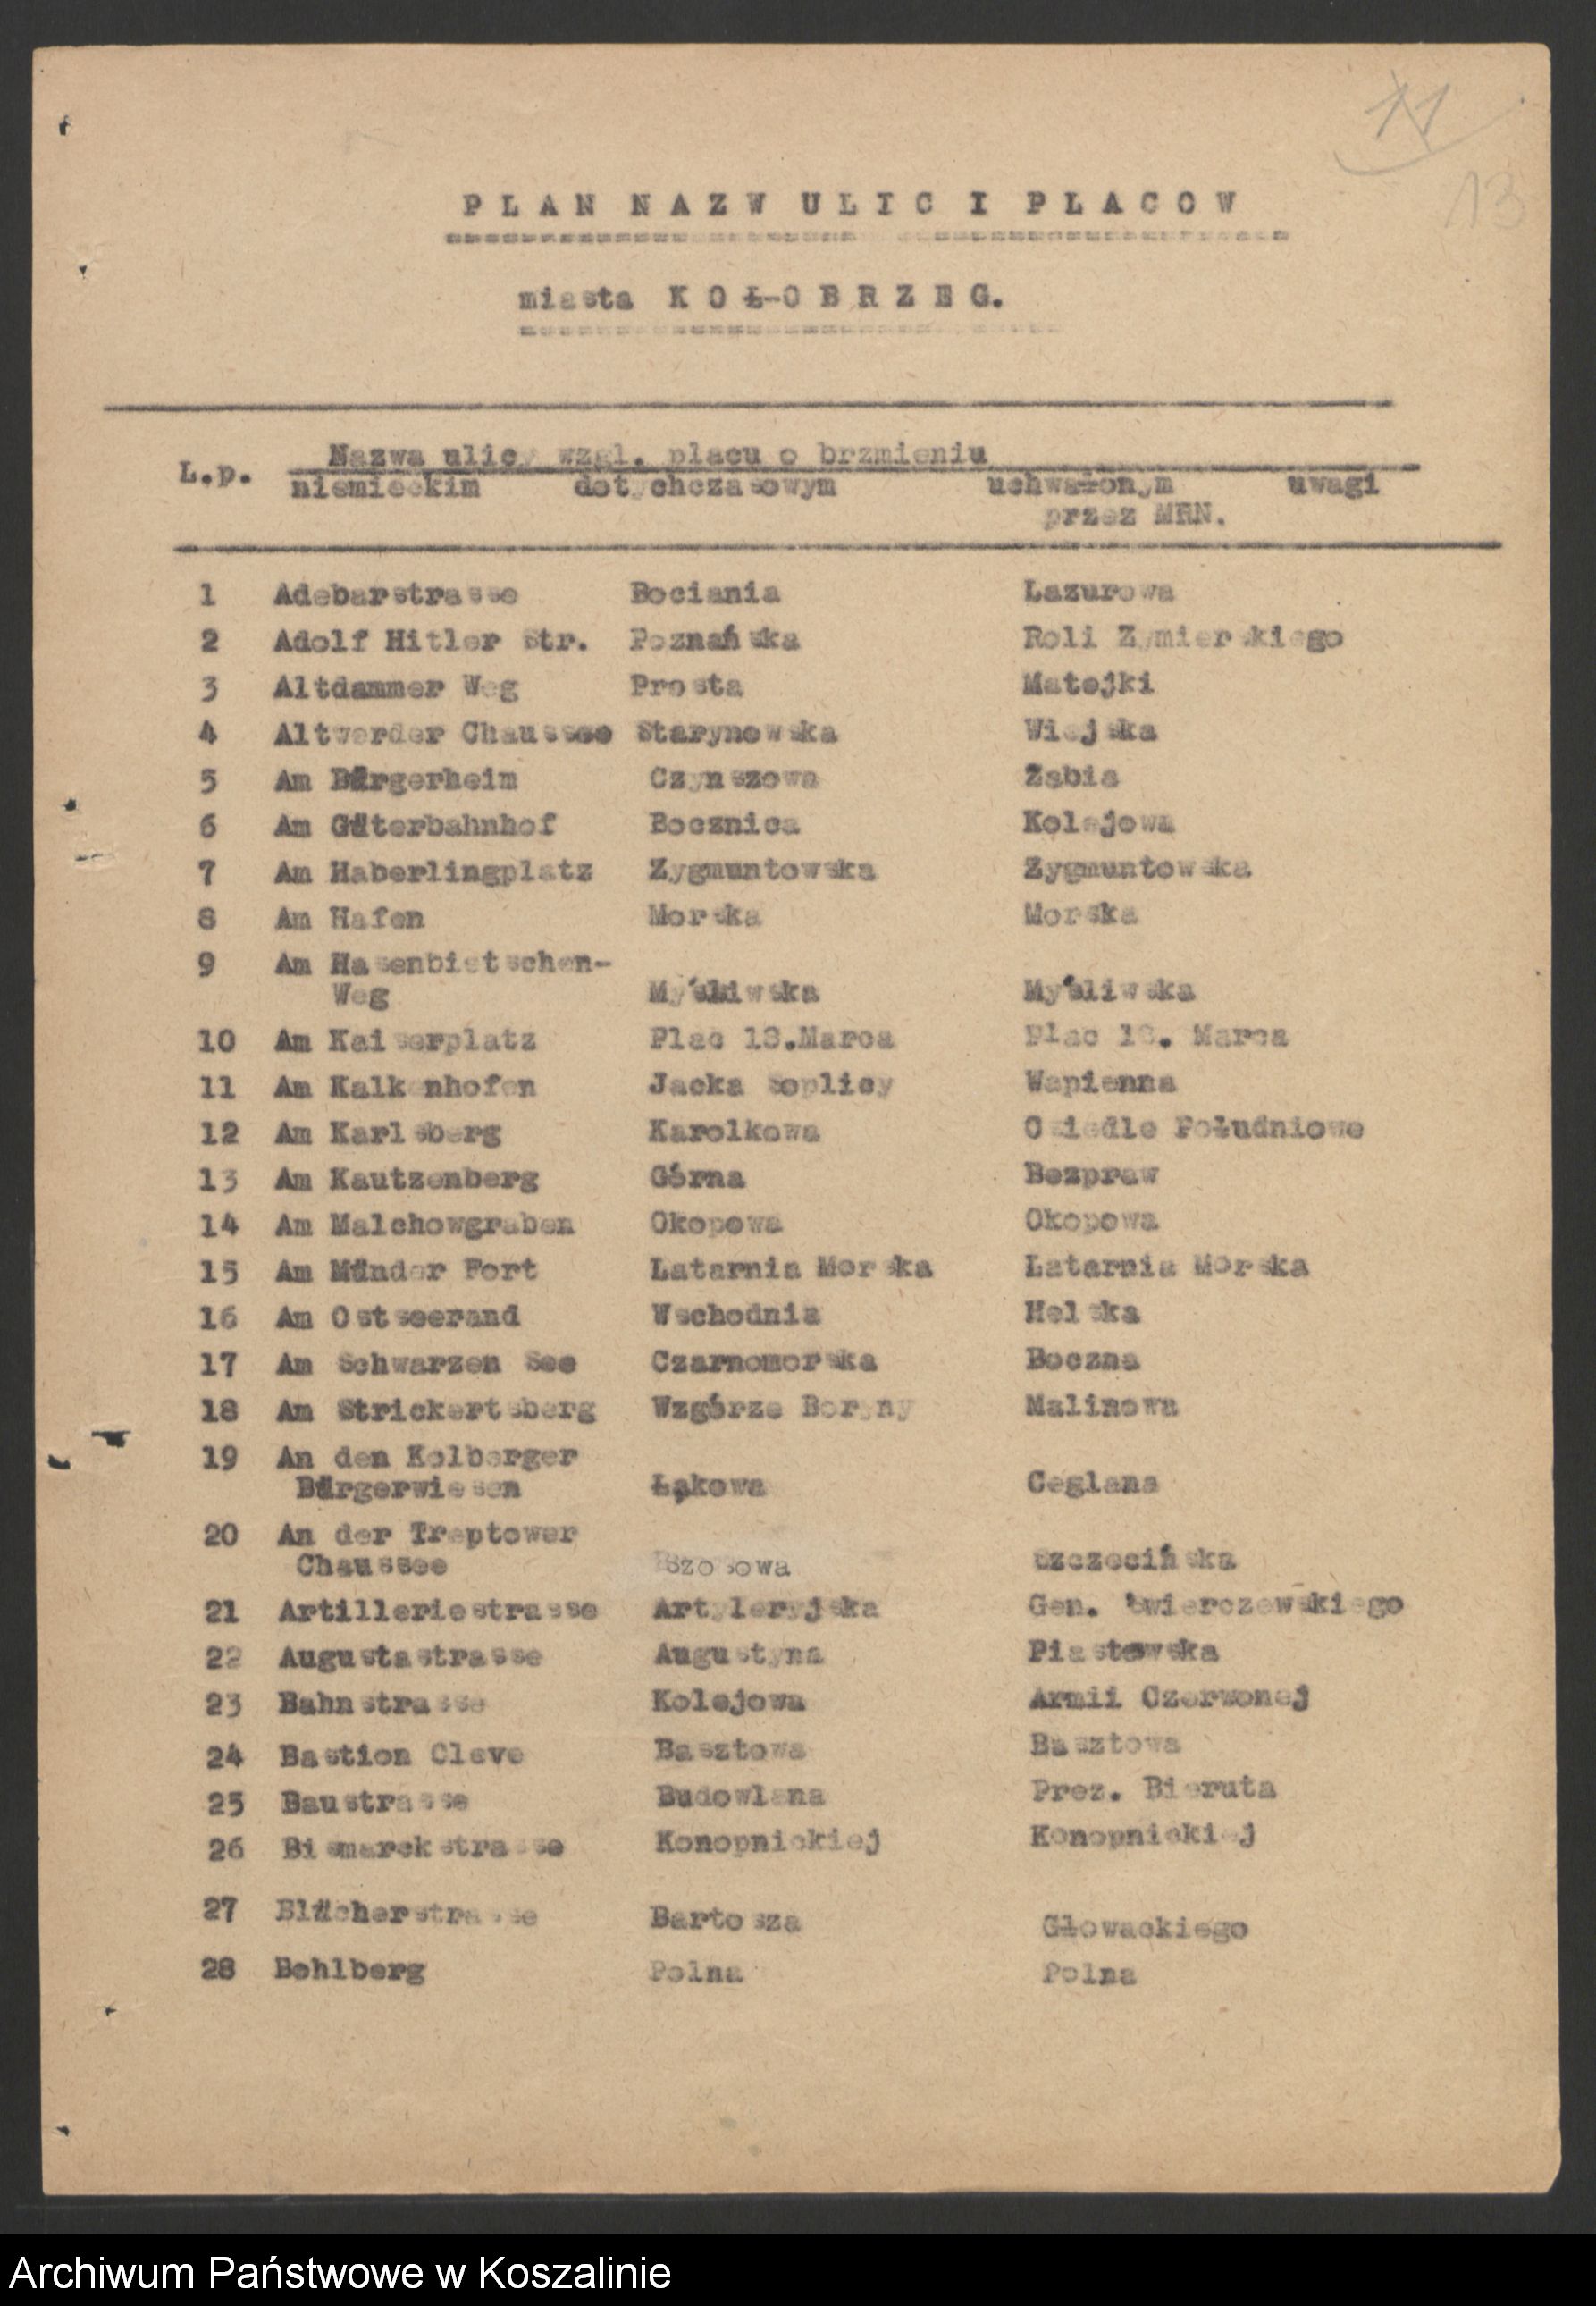 11
13
PLAN NAZW ULIC I PLACOW
miasta KOŁOBRZEG.
L.p. Nazwa ulicy wzgl. placu o brzmieniu
niemieckim dotychczasowym uchwałonym uwagi
przez MRN.
1 Adebarstrasse Bociania Lazurowa
2 Adolf Hitler Str. Poznańska Roli Zymierskiego
3 Altdammer Weg Prosta Matejki
4 Altwerder Chaussee Starynowska Wiejska
5 Am Bürgerheim Czynszowa Żabia
6 Am Güterbahnhof Bocznica Kolejowa
7 Am Haberlingplatz Zygmuntowska Zygmuntowska
8 Am Hafen Morska Morska
9 Am Hasenbietschen-
Weg Myśliwska Myśliwska
10 Am Kaiserplatz Plac 18.Marca Plac 18. Marca
11 Am Kalkenhofen Jacka Soplicy Wapienna
12 Am Karlsberg Karolkowa Osiedle Południowe
13 Am Kautzenberg Górna Bezpraw
14 Am Malchowgraben Okopowa Okopowa
15 Am Münder Fort Latarnia Morska Latarnia Morska
16 Am Ostseerand Wschodnia Helska
17 Am Schwarzen See Czarnomorska Boczna
18 Am Strickertsberg Wzgórze Boryny Malinowa
19 An den Kolberger
Bürgerwiesen Łąkowa Ceglana
20 An der Treptower
Chaussee Szosowa Szczecińska
21 Artilleriestrasse Artyleryjska Gen. Świerczewskiego
22 Augustastrasse Augustyna Piastowska
23 Bahnstrasse Kolejowa Armii Czerwonej
24 Bastion Cleve Basztowa Basztowa
25 Baustrasse Budowlana Prez. Bieruta
26 Bismarckstrasse Konopnickiej Konopnickiej
27 Blücherstrasse Bartosza Głowackiego
28 Bohlberg Polna Polna
Archiwum Państwowe w Koszalinie